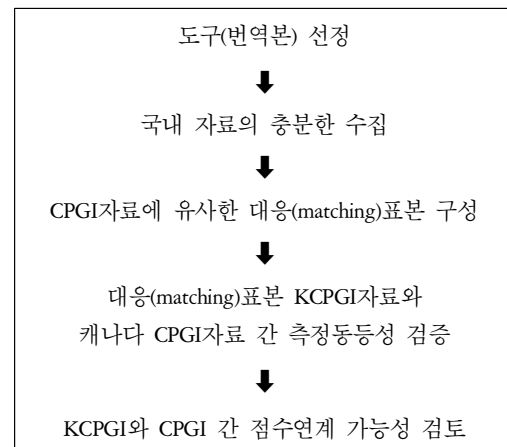 도구(번역본) 선정
국내 자료의 충분한 수집
CPGI자료에 유사한 대응(matching)표본 구성
대응(matching)표본 KCPGI자료와
캐나다 CPGI자료 간 측정동등성 검증
KCPGI와 CPGI 간 점수연계 가능성 검토